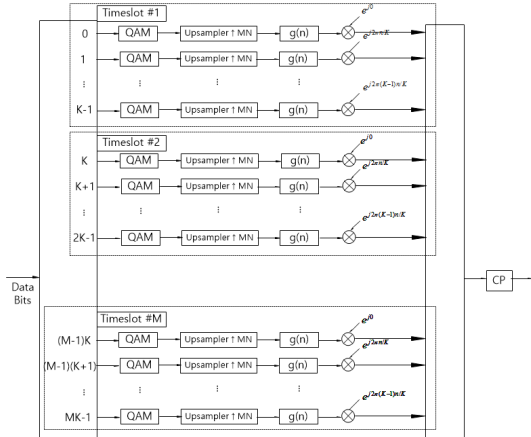 Timeslot #1
0 QAM Upsampler ↑ MN g(n) e^{j0}
1 QAM Upsampler ↑ MN g(n) e^{j2πn/K}
⋮ ⋮ ⋮ ⋮
K-1 QAM Upsampler ↑ MN g(n) e^{j2π(K-1)n/K}
Timeslot #2
K QAM Upsampler ↑ MN g(n) e^{j0}
K+1 QAM Upsampler ↑ MN g(n) e^{j2πn/K}
⋮ ⋮ ⋮ ⋮
2K-1 QAM Upsampler ↑ MN g(n) e^{j2π(K-1)n/K}
Data
Bits
CP
Timeslot #M
(M-1)K QAM Upsampler ↑ MN g(n) e^{j0}
(M-1)(K+1) QAM Upsampler ↑ MN g(n) e^{j2πn/K}
⋮ ⋮ ⋮ ⋮
MK-1 QAM Upsampler ↑ MN g(n) e^{j2π(K-1)n/K}